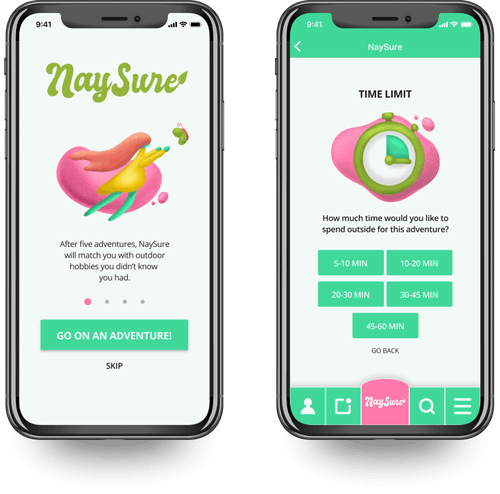 9:41
NaySure
After five adventures, NaySure
will match you with outdoor
hobbies you didn't know
you had.
GO ON AN ADVENTURE!
SKIP
9:41
NaySure
TIME LIMIT
How much time would you like to
spend outside for this adventure?
5-10 MIN
10-20 MIN
20-30 MIN
30-45 MIN
45-60 MIN
GO BACK
NaySure